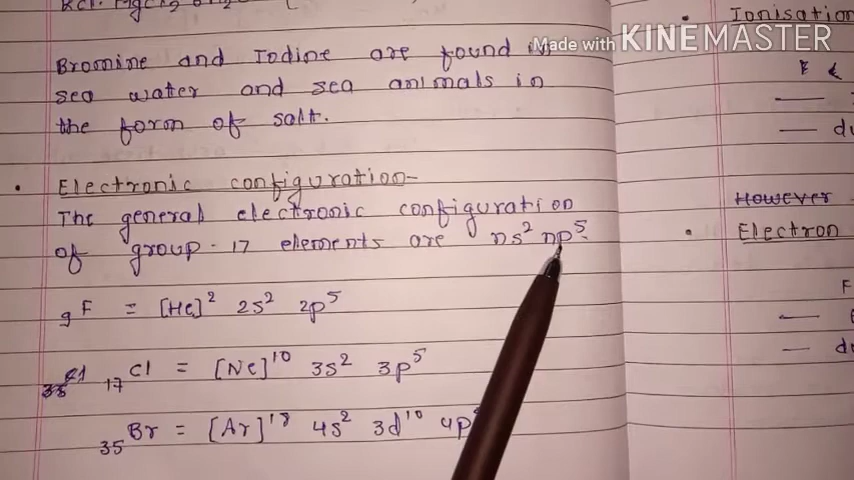 Bromine and Iodine are found in
sea water and sea animals in
the form of salt.
• Electronic configuration-
The general electronic configuration
of group-17 elements are ns² np⁵.
₉F = [He]² 2s² 2p⁵
₁₇Cl = [Ne]¹⁰ 3s² 3p⁵
₃₅Br = [Ar]¹⁸ 4s² 3d¹⁰ 4p
Made with KINEMASTER
• Ionisation
However
• Electron
F